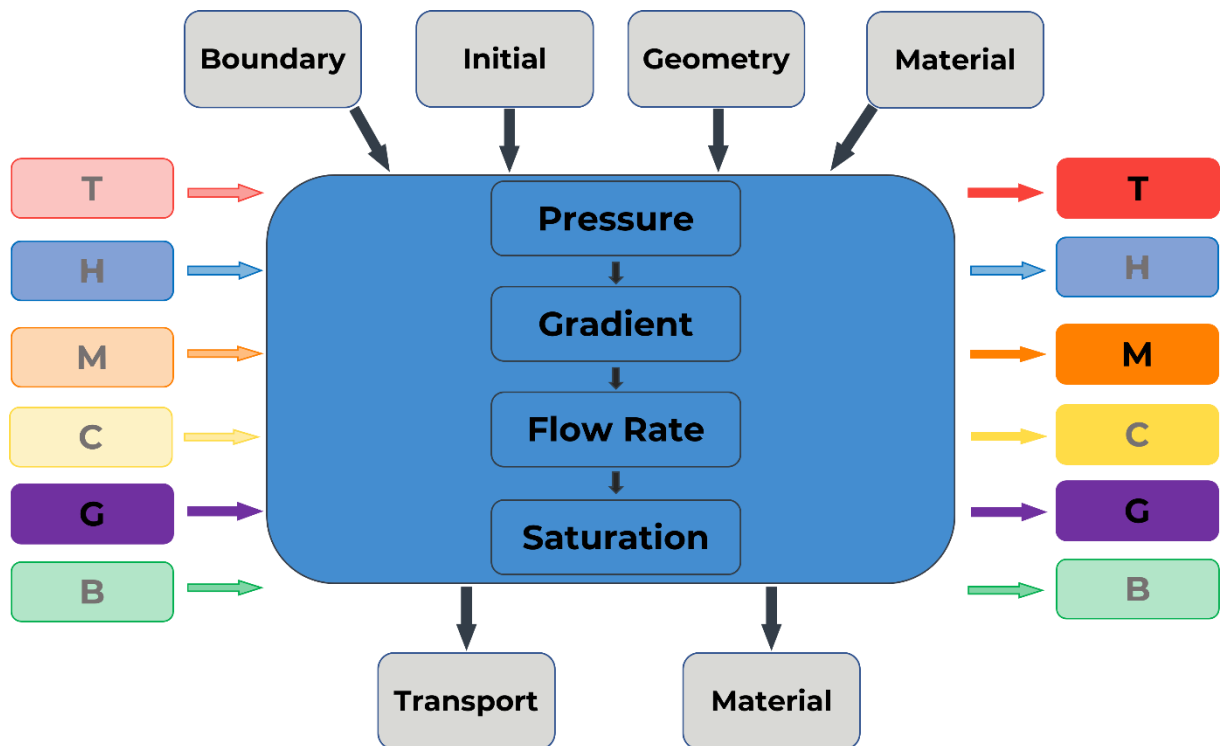 Boundary
Initial
Geometry
Material
T
Pressure
T
H
H
Gradient
M
M
Flow Rate
C
C
G
G
Saturation
B
B
Transport
Material